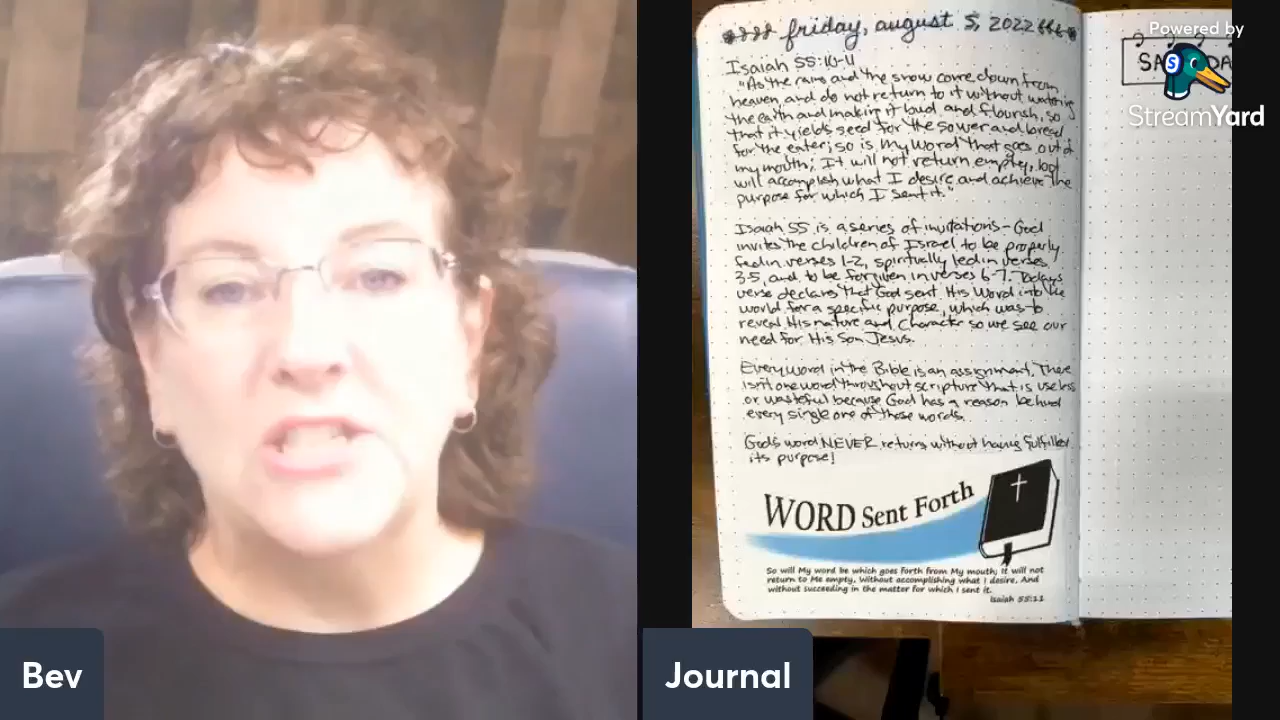 friday, august 5, 2022
Isaiah 55:10-11
"As the rain and the snow come down from
heaven, and do not return to it without watering
the earth and making it bud and flourish, so
that it yields seed for the sower and bread
for the eater; so is my word that goes out of
my mouth; It will not return empty, but
will accomplish what I desire and achieve the
purpose for which I sent it."
Isaiah 55 is a series of invitations - God
invites the children of Israel to be properly
fed in verses 1-2, spiritually led in verses
3-5, and to be forgiven in verses 6-7. Today's
verse declares that God sent His Word into the
world for a specific purpose, which was to
reveal His nature and character so we see our
need for His Son, Jesus.
Every word in the Bible is an assignment. There
isn't one word throughout scripture that is useless
or wasteful because God has a reason behind
every single one of those words.
God's word NEVER returns without having fulfilled
its purpose!
WORD Sent Forth
So will My word be which goes forth from My mouth; It will not
return to Me empty, Without accomplishing what I desire, And
without succeeding in the matter for which I sent it.
Isaiah 55:11
Powered by
StreamYard
Bev
Journal